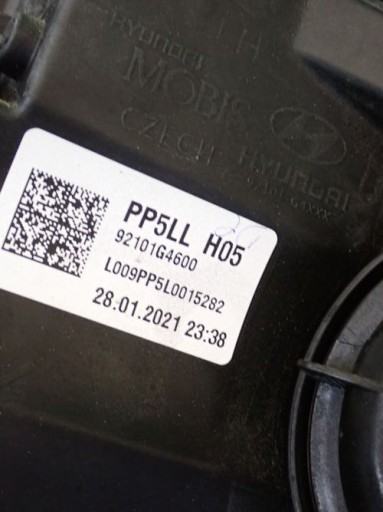 HYUNDAI
MOBIS
CZECH HYUNDAI
PP5LL H05
92101G4600
L009PP5L0015282
28.01.2021 23:38